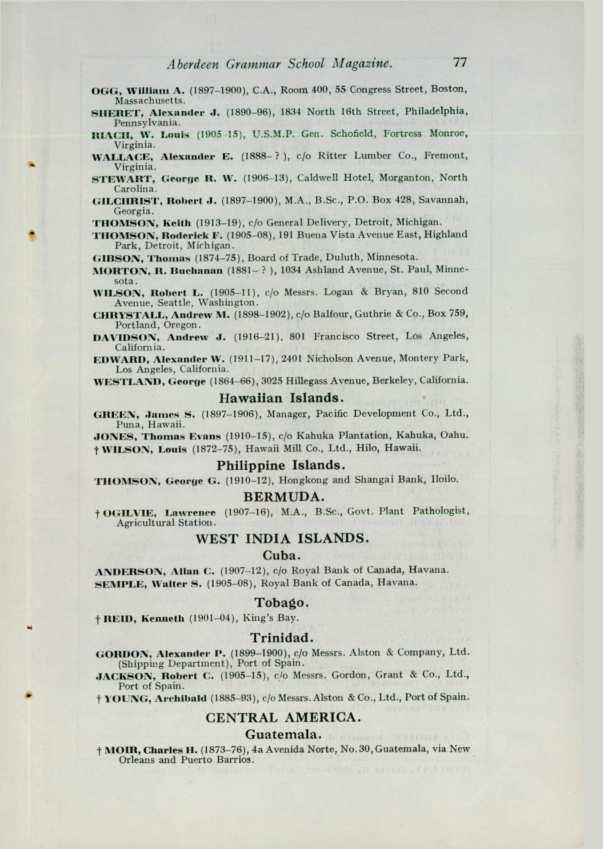 Aberdeen Grammar School Magazine. 77
OGG, William A. (1897–1900), C.A., Room 400, 55 Congress Street, Boston,
Massachusetts.
SHERET, Alexander J. (1890–96), 1834 North 16th Street, Philadelphia,
Pennsylvania.
RIACH, W. Louis (1905–15), U.S.M.P. Gen. Schofield, Fortress Monroe,
Virginia.
WALLACE, Alexander E. (1888– ? ), c/o Ritter Lumber Co., Fremont,
Virginia.
STEWART, George R. W. (1906–13), Caldwell Hotel, Morganton, North
Carolina.
GILCHRIST, Robert J. (1897–1900), M.A., B.Sc., P.O. Box 428, Savannah,
Georgia.
THOMSON, Keith (1913–19), c/o General Delivery, Detroit, Michigan.
THOMSON, Roderick F. (1905–08), 191 Buena Vista Avenue East, Highland
Park, Detroit, Michigan.
GIBSON, Thomas (1874–75), Board of Trade, Duluth, Minnesota.
MORTON, R. Buchanan (1881– ? ), 1034 Ashland Avenue, St. Paul, Minne-
sota.
WILSON, Robert L. (1905–11), c/o Messrs. Logan & Bryan, 810 Second
Avenue, Seattle, Washington.
CHRYSTALL, Andrew M. (1898–1902), c/o Balfour, Guthrie & Co., Box 759,
Portland, Oregon.
DAVIDSON, Andrew J. (1916–21), 801 Francisco Street, Los Angeles,
California.
EDWARD, Alexander W. (1911–17), 2401 Nicholson Avenue, Montery Park,
Los Angeles, California.
WESTLAND, George (1864–66), 3025 Hillegass Avenue, Berkeley, California.
Hawaiian Islands.
GREEN, James S. (1897–1906), Manager, Pacific Development Co., Ltd.,
Puna, Hawaii.
JONES, Thomas Evans (1910–15), c/o Kahuka Plantation, Kahuka, Oahu.
† WILSON, Louis (1872–75), Hawaii Mill Co., Ltd., Hilo, Hawaii.
Philippine Islands.
THOMSON, George G. (1910–12), Hongkong and Shangai Bank, Iloilo.
BERMUDA.
† OGILVIE, Lawrence (1907–16), M.A., B.Sc., Govt. Plant Pathologist,
Agricultural Station.
WEST INDIA ISLANDS.
Cuba.
ANDERSON, Allan C. (1907–12), c/o Royal Bank of Canada, Havana.
SEMPLE, Walter S. (1905–08), Royal Bank of Canada, Havana.
Tobago.
† REID, Kenneth (1901–04), King's Bay.
Trinidad.
GORDON, Alexander P. (1899–1900), c/o Messrs. Alston & Company, Ltd.
(Shipping Department), Port of Spain.
JACKSON, Robert C. (1905–15), c/o Messrs. Gordon, Grant & Co., Ltd.,
Port of Spain.
† YOUNG, Archibald (1885–93), c/o Messrs. Alston & Co., Ltd., Port of Spain.
CENTRAL AMERICA.
Guatemala.
† MOIR, Charles H. (1873–76), 4a Avenida Norte, No. 30, Guatemala, via New
Orleans and Puerto Barrios.